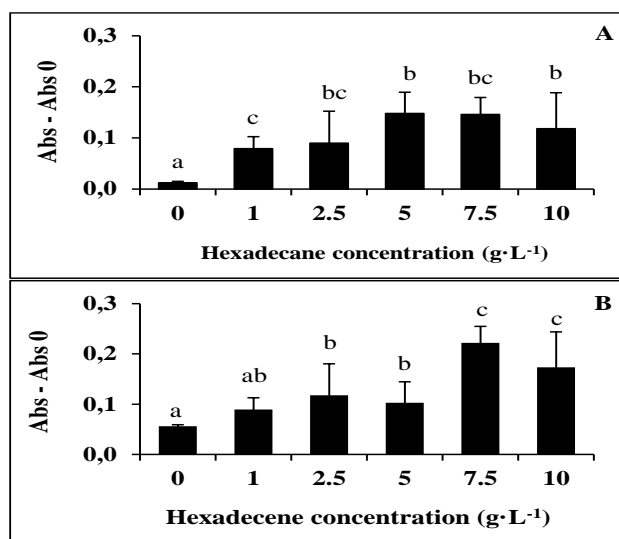 A
Abs - Abs 0
0,3
0,2
0,1
0,0
a
c
bc
b
bc
b
0 1 2.5 5 7.5 10
Hexadecane concentration (g·L-1)
B
Abs - Abs 0
0,3
0,2
0,1
0,0
a
ab
b
b
c
c
0 1 2.5 5 7.5 10
Hexadecene concentration (g·L-1)